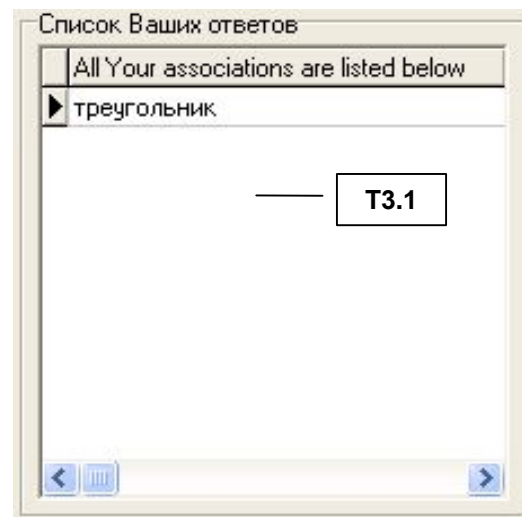 Список Ваших ответов
All Your associations are listed below
треугольник
T3.1